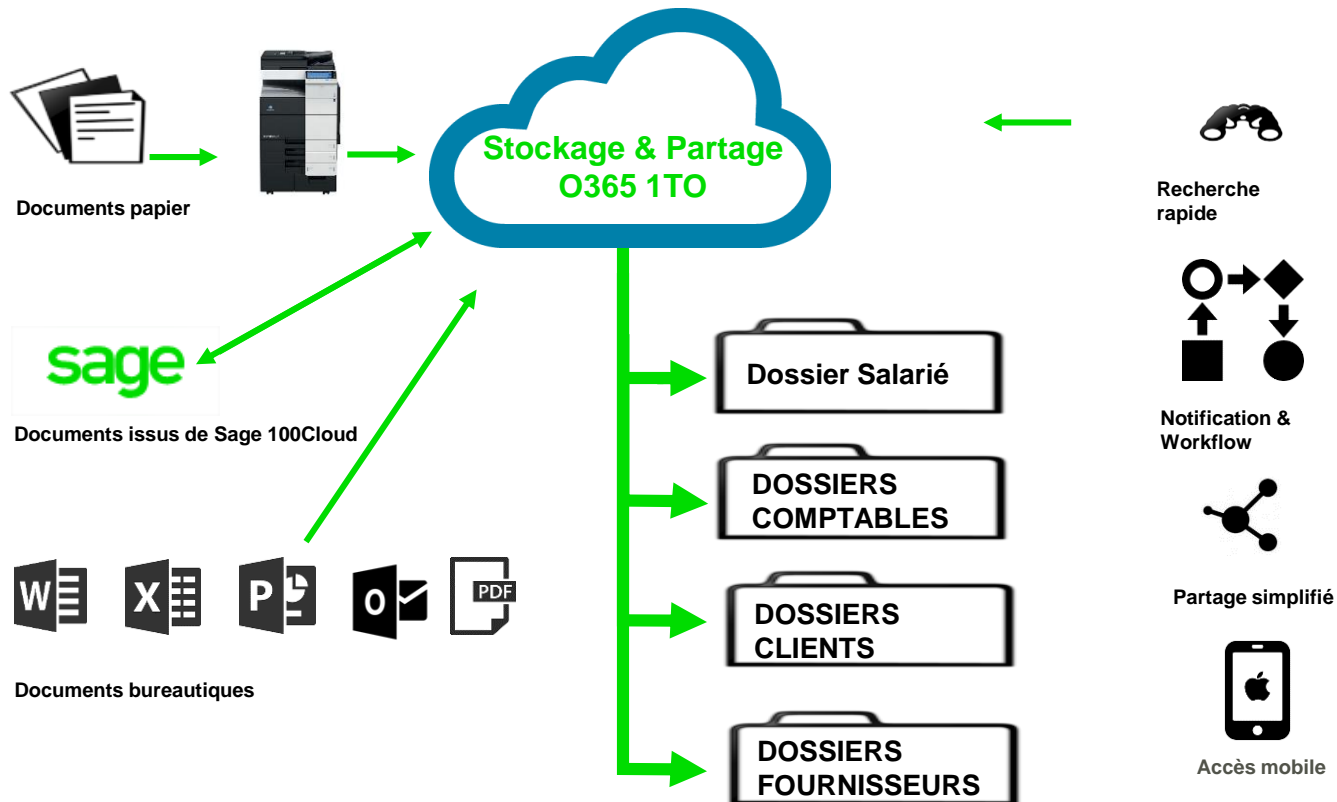 Stockage & Partage
O365 1TO
Documents papier
Recherche
rapide
sage
Documents issus de Sage 100Cloud
Dossier Salarié
Notification &
Workflow
DOSSIERS
COMPTABLES
W
X
P
O
PDF
Partage simplifié
DOSSIERS
CLIENTS
Documents bureautiques
DOSSIERS
FOURNISSEURS
Accès mobile